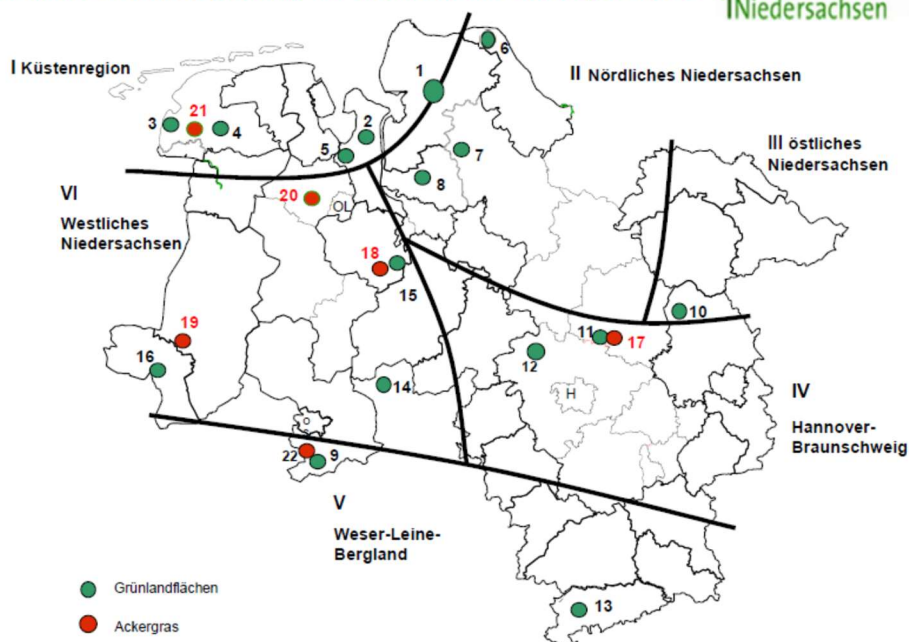 Niedersachsen
6
I Küstenregion
1
II Nördliches Niedersachsen
21
3
4
2
5
7
III östliches
Niedersachsen
8
VI
20
OL
Westliches
Niedersachsen
18
15
19
10
11
17
16
12
14
H
IV
O
Hannover-
Braunschweig
22
9
V
Weser-Leine-
Bergland
Grünlandflächen
13
Ackergras